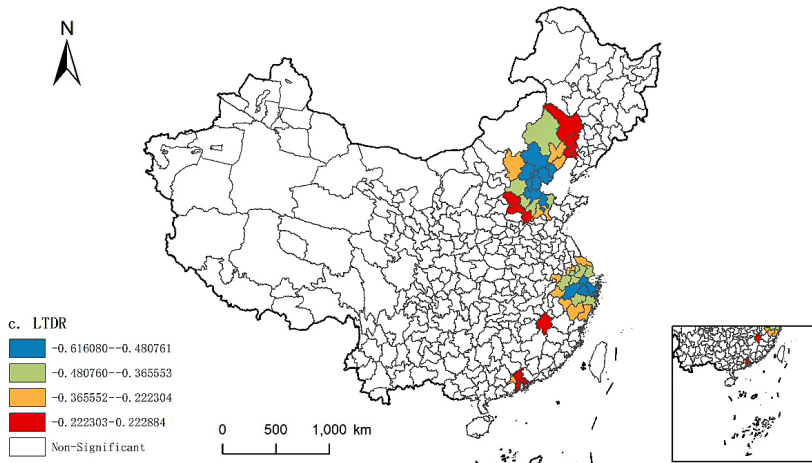 N
c. LTDR
-0.616080--0.480761
-0.480760--0.365553
-0.365552--0.222304
-0.222303-0.222884
Non-Significant
0 500 1,000 km